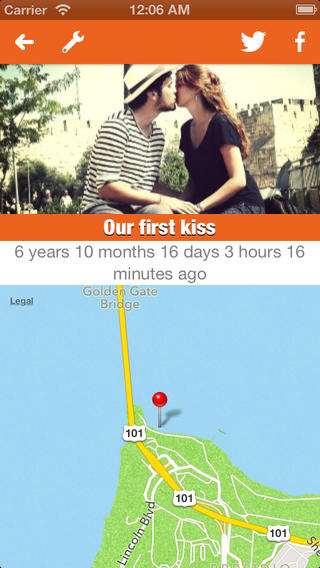 Carrier 12:06 AM
Our first kiss
6 years 10 months 16 days 3 hours 16
minutes ago
Legal
Golden Gate
Bridge
101
101
101
Lincoln Blvd